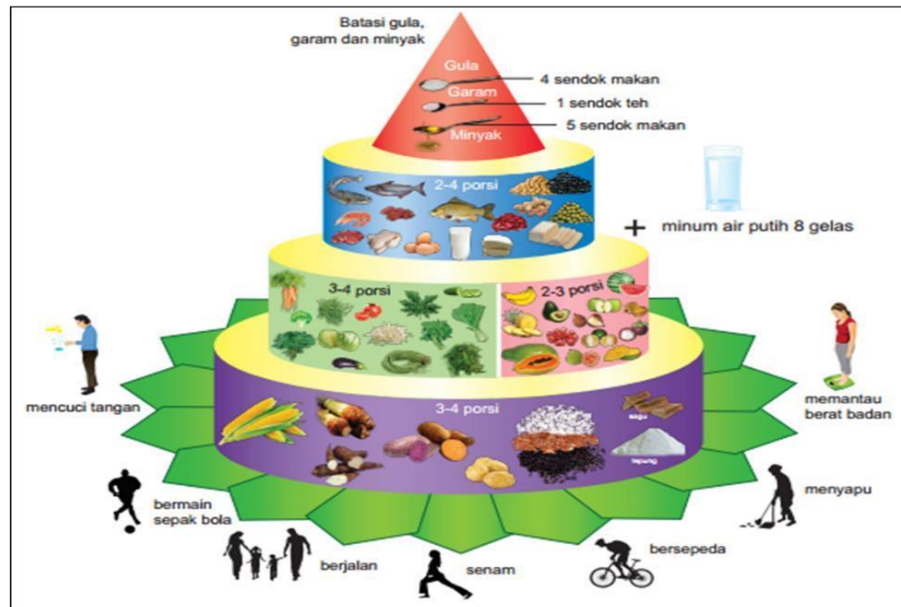 Batasi gula,
garam dan minyak
Gula
4 sendok makan
Garam
1 sendok teh
5 sendok makan
Minyak
2-4 porsi
+ minum air putih 8 gelas
3-4 porsi
2-3 porsi
mencuci tangan
memantau
berat badan
3-4 porsi
sagu
tepung
bermain
sepak bola
menyapu
berjalan
senam
bersepeda